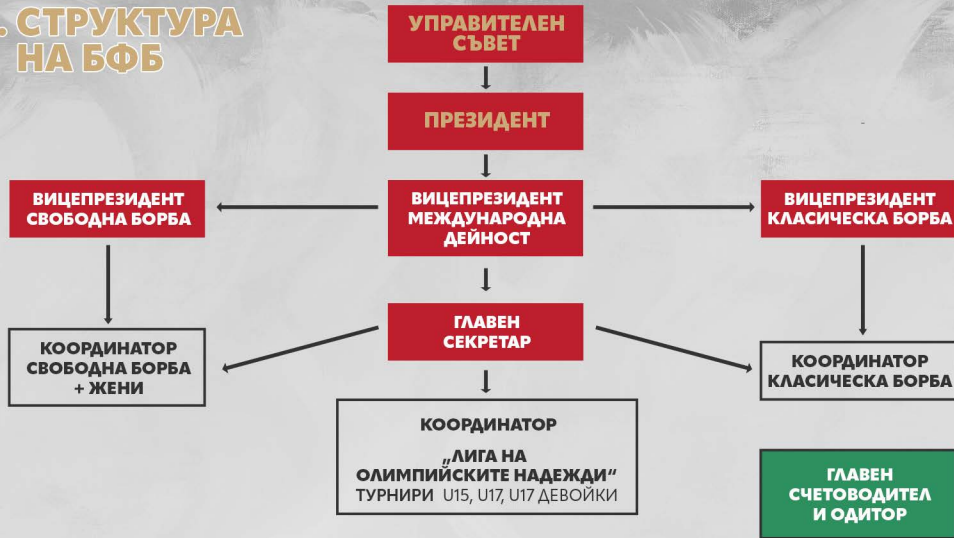 . СТРУКТУРА
НА БФБ
УПРАВИТЕЛЕН
СЪВЕТ
ПРЕЗИДЕНТ
ВИЦЕПРЕЗИДЕНТ
СВОБОДНА БОРБА
ВИЦЕПРЕЗИДЕНТ
МЕЖДУНАРОДНА
ДЕЙНОСТ
ВИЦЕПРЕЗИДЕНТ
КЛАСИЧЕСКА БОРБА
ГЛАВЕН
СЕКРЕТАР
КООРДИНАТОР
СВОБОДНА БОРБА
+ ЖЕНИ
КООРДИНАТОР
КЛАСИЧЕСКА БОРБА
КООРДИНАТОР
„ЛИГА НА
ОЛИМПИЙСКИТЕ НАДЕЖДИ“
ТУРНИРИ U15, U17, U17 ДЕВОЙКИ
ГЛАВЕН
СЧЕТОВОДИТЕЛ
И ОДИТОР